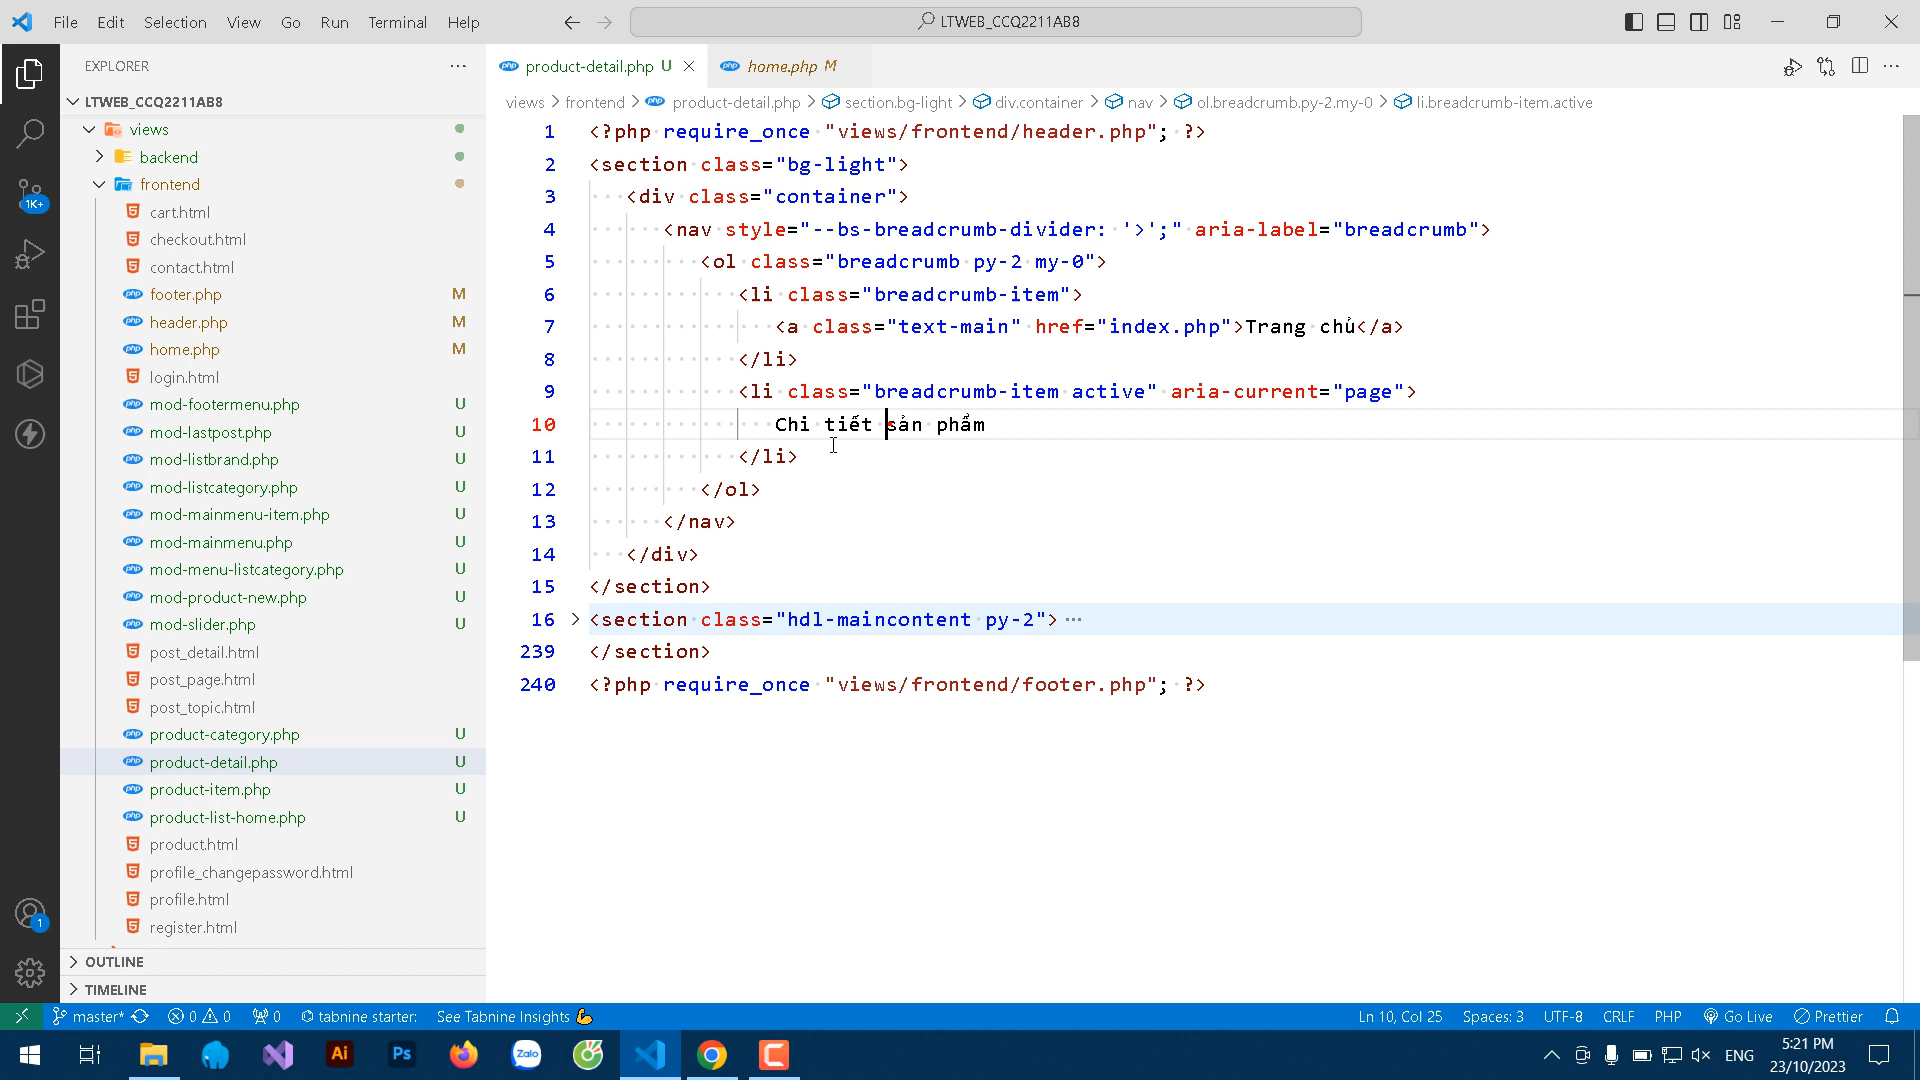 File Edit Selection View Go Run Terminal Help
LTWEB_CCQ2211AB8
EXPLORER
LTWEB_CCQ2211AB8
views
backend
frontend
cart.html
checkout.html
contact.html
footer.php M
header.php M
home.php M
login.html
mod-footermenu.php U
mod-lastpost.php U
mod-listbrand.php U
mod-listcategory.php U
mod-mainmenu-item.php U
mod-mainmenu.php U
mod-menu-listcategory.php U
mod-product-new.php U
mod-slider.php U
post_detail.html
post_page.html
post_topic.html
product-category.php U
product-detail.php U
product-item.php U
product-list-home.php U
product.html
profile_changepassword.html
profile.html
register.html
OUTLINE
TIMELINE
1K+
1
php product-detail.php U
php home.php M
views > frontend > php product-detail.php > section.bg-light > div.container > nav > ol.breadcrumb.py-2.my-0 > li.breadcrumb-item.active
1 <?php require_once "views/frontend/header.php"; ?>
2 <section class="bg-light">
3 <div class="container">
4 <nav style="--bs-breadcrumb-divider: '>';" aria-label="breadcrumb">
5 <ol class="breadcrumb py-2 my-0">
6 <li class="breadcrumb-item">
7 <a class="text-main" href="index.php">Trang chủ</a>
8 </li>
9 <li class="breadcrumb-item active" aria-current="page">
10 Chi tiết sản phẩm
11 </li>
12 </ol>
13 </nav>
14 </div>
15 </section>
16 <section class="hdl-maincontent py-2"> ···
239 </section>
240 <?php require_once "views/frontend/footer.php"; ?>
master* 0 0 0 tabnine starter: See Tabnine Insights
Ln 10, Col 25 Spaces: 3 UTF-8 CRLF PHP Go Live Prettier
Ai Ps Zalo
ENG
5:21 PM
23/10/2023